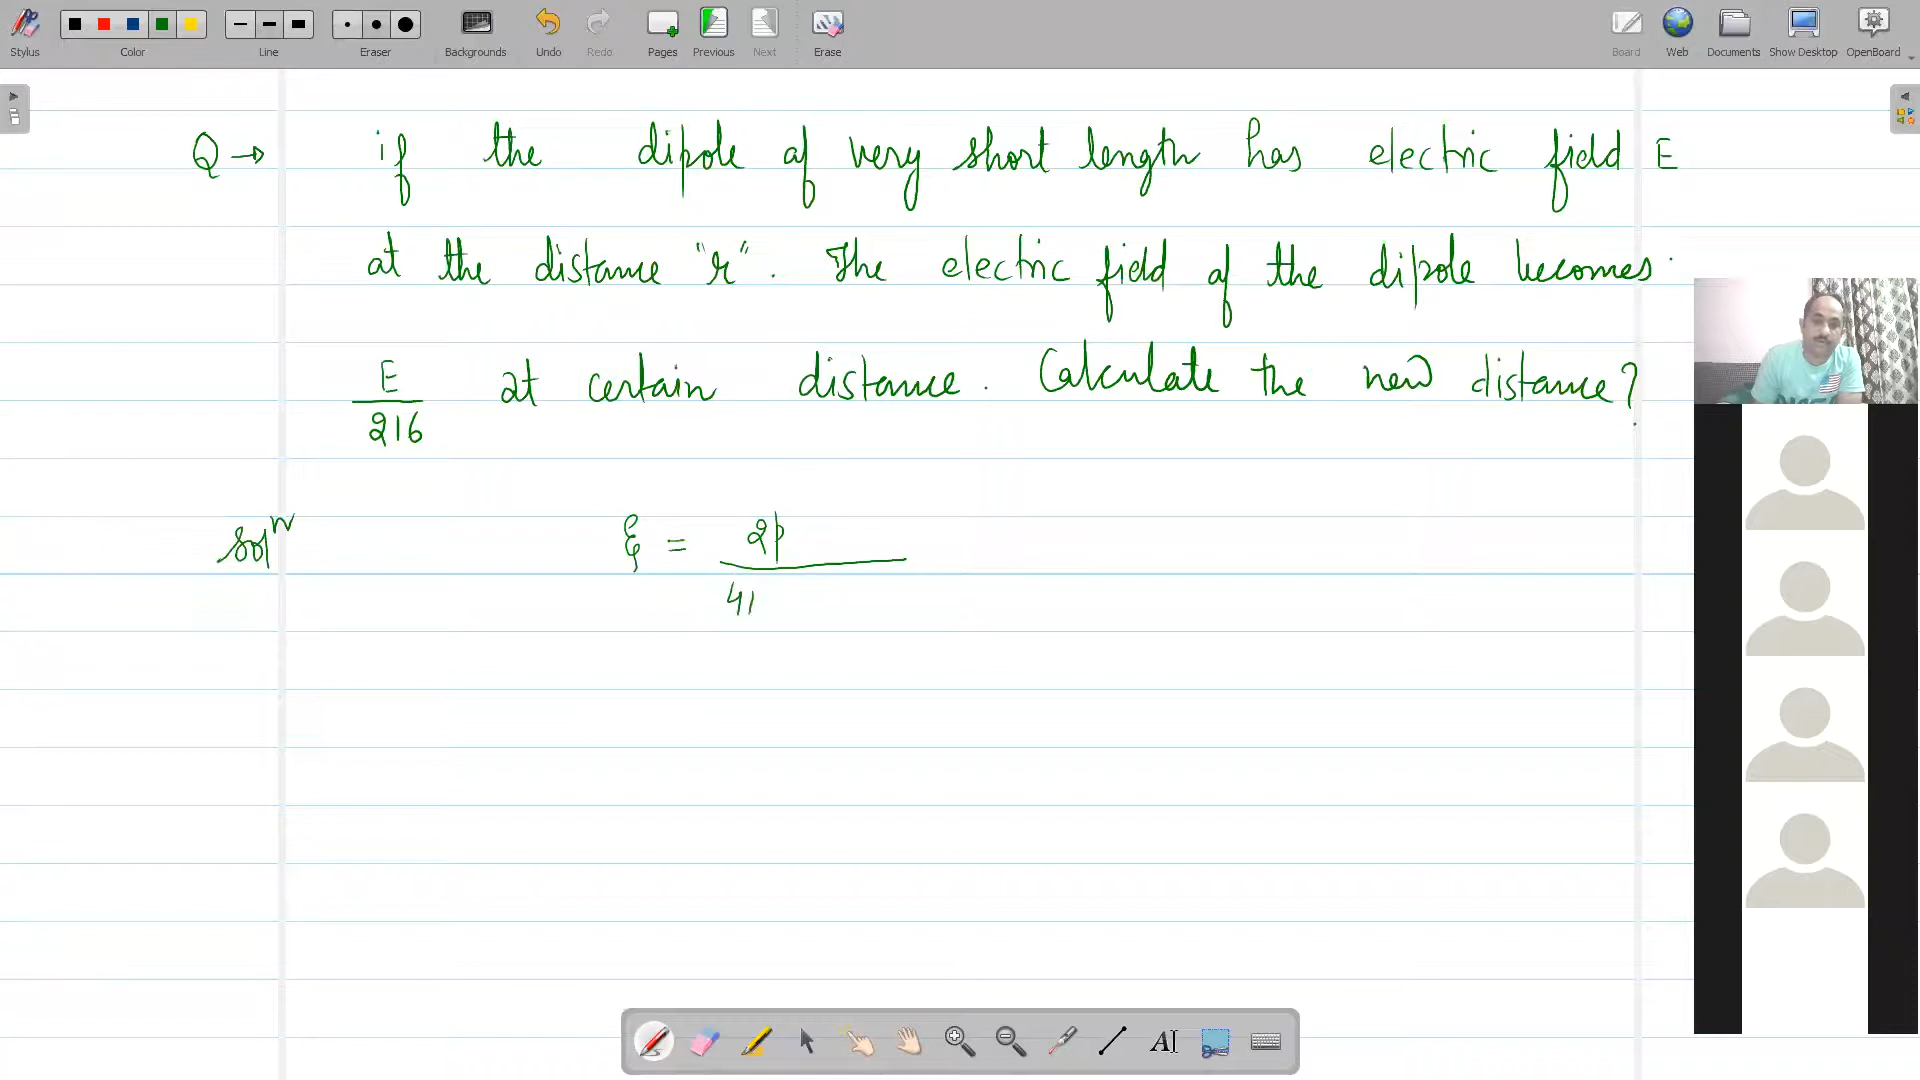 Stylus Color Line Eraser Backgrounds Undo Redo Pages Previous Next Erase Board Web Documents Show Desktop OpenBoard
Q → if the dipole of very short length has electric field E
at the distance "r". The electric field of the dipole becomes
E/216 at certain distance. Calculate the new distance?
solⁿ E = 2p
4